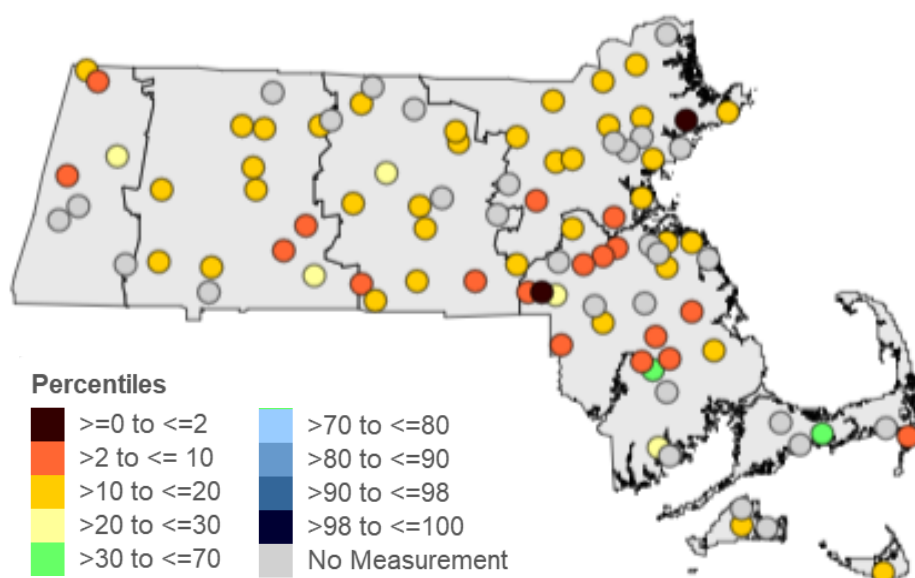 Percentiles
>=0 to <=2
>2 to <= 10
>10 to <=20
>20 to <=30
>30 to <=70
>70 to <=80
>80 to <=90
>90 to <=98
>98 to <=100
No Measurement